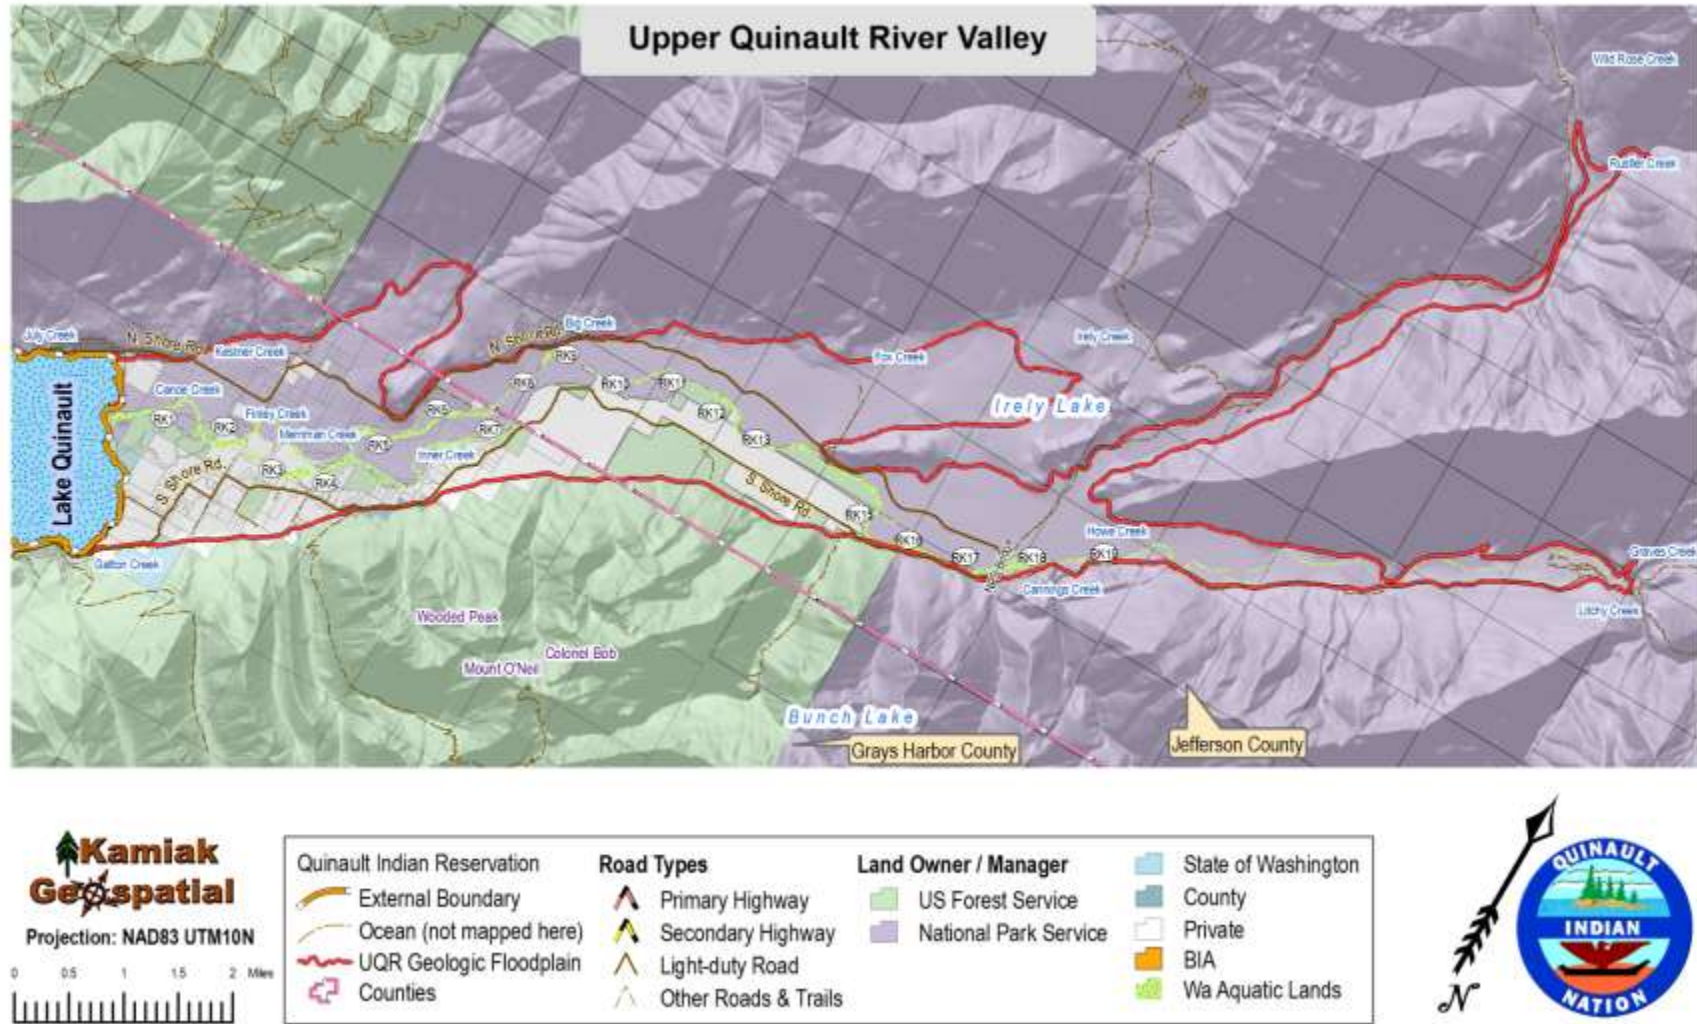 Upper Quinault River Valley
Wild Rose Creek
Rustler Creek
July Creek
N. Shore Rd.
Kestner Creek
N. Shore Rd.
Big Creek
Fox Creek
Irely Creek
Lake Quinault
Canoe Creek
Finley Creek
Merriman Creek
Inner Creek
Irely Lake
RK1
RK2
RK3
RK4
RK7
RK9
RK12
RK13
RK16
RK17
RK18
RK19
S. Shore Rd.
S. Shore Rd.
Howe Creek
Graves Creek
Gatton Creek
Cannings Creek
Litchy Creek
Wooded Peak
Colonel Bob
Mount O'Neil
Bunch Lake
Grays Harbor County
Jefferson County
Kamiak
Geospatial
Projection: NAD83 UTM10N
0 0.5 1 1.5 2 Miles
Quinault Indian Reservation
External Boundary
Ocean (not mapped here)
UQR Geologic Floodplain
Counties
Road Types
Primary Highway
Secondary Highway
Light-duty Road
Other Roads & Trails
Land Owner / Manager
US Forest Service
National Park Service
State of Washington
County
Private
BIA
Wa Aquatic Lands
N
QUINAULT
INDIAN
NATION